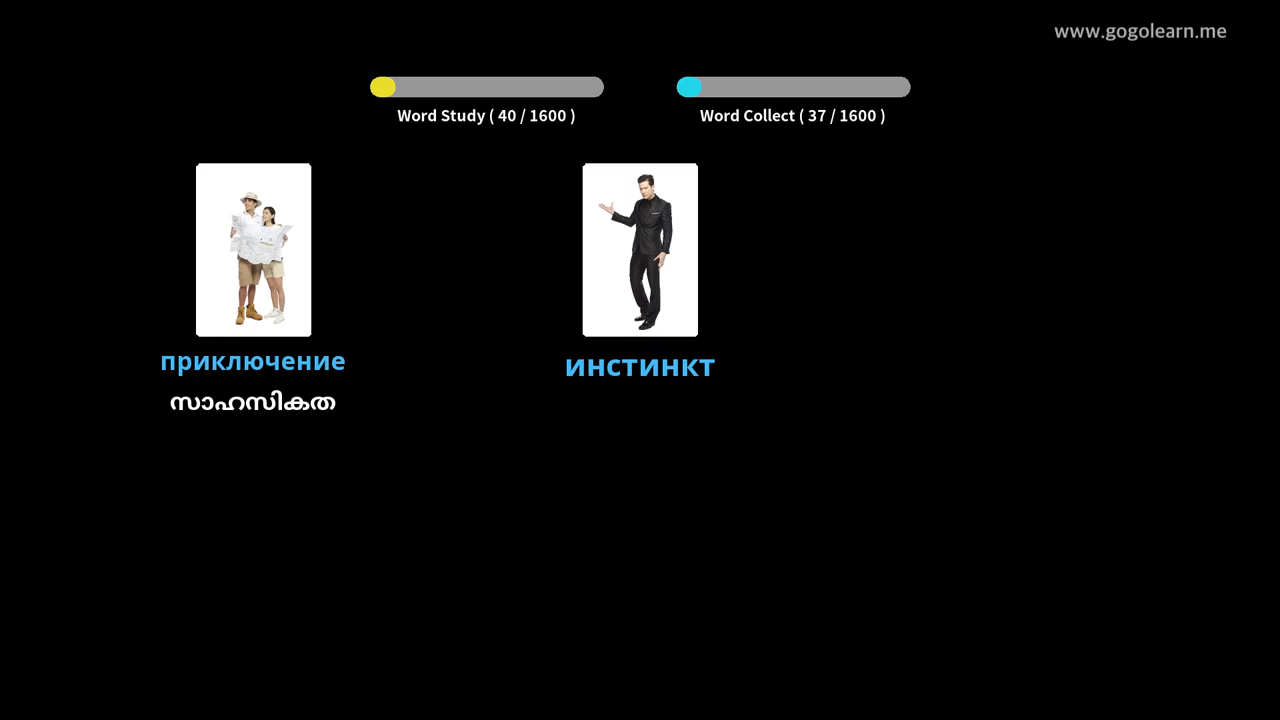 www.gogolearn.me
Word Study ( 40 / 1600 )
Word Collect ( 37 / 1600 )
приключение
инстинкт
സാഹസികത